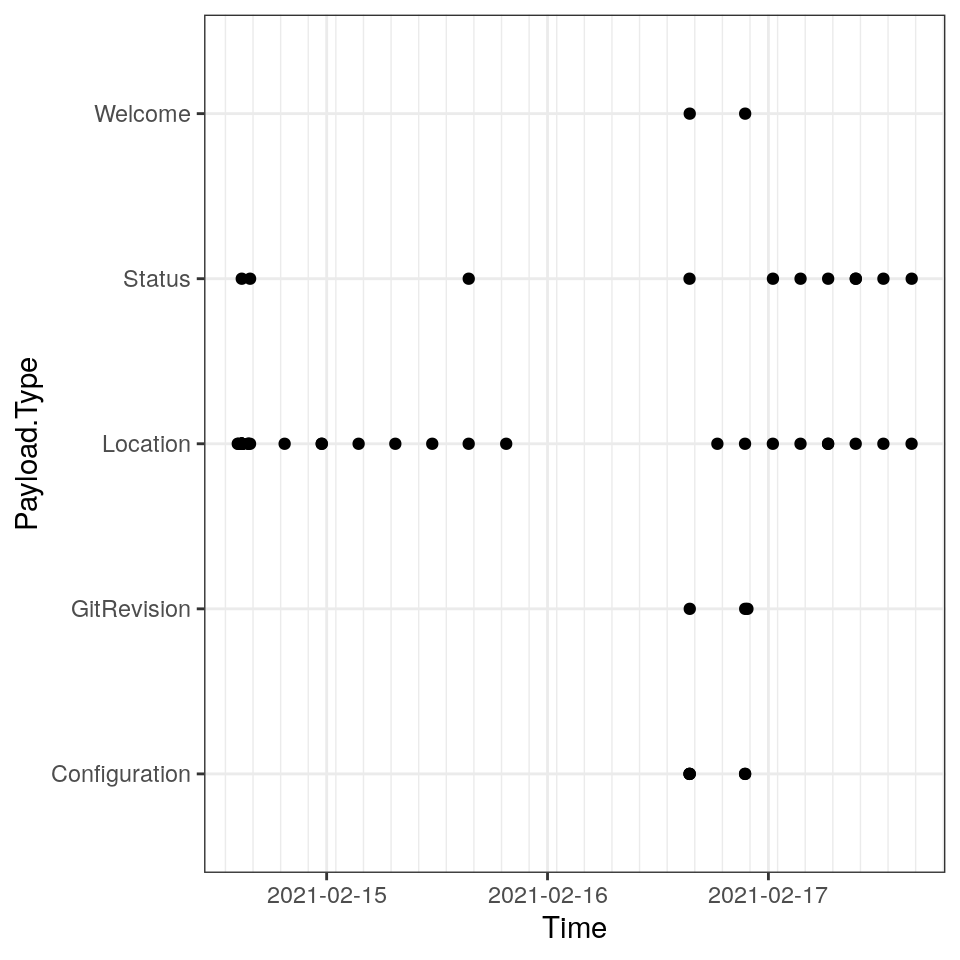 Payload.Type
Welcome
Status
Location
GitRevision
Configuration
2021-02-15
2021-02-16
2021-02-17
Time